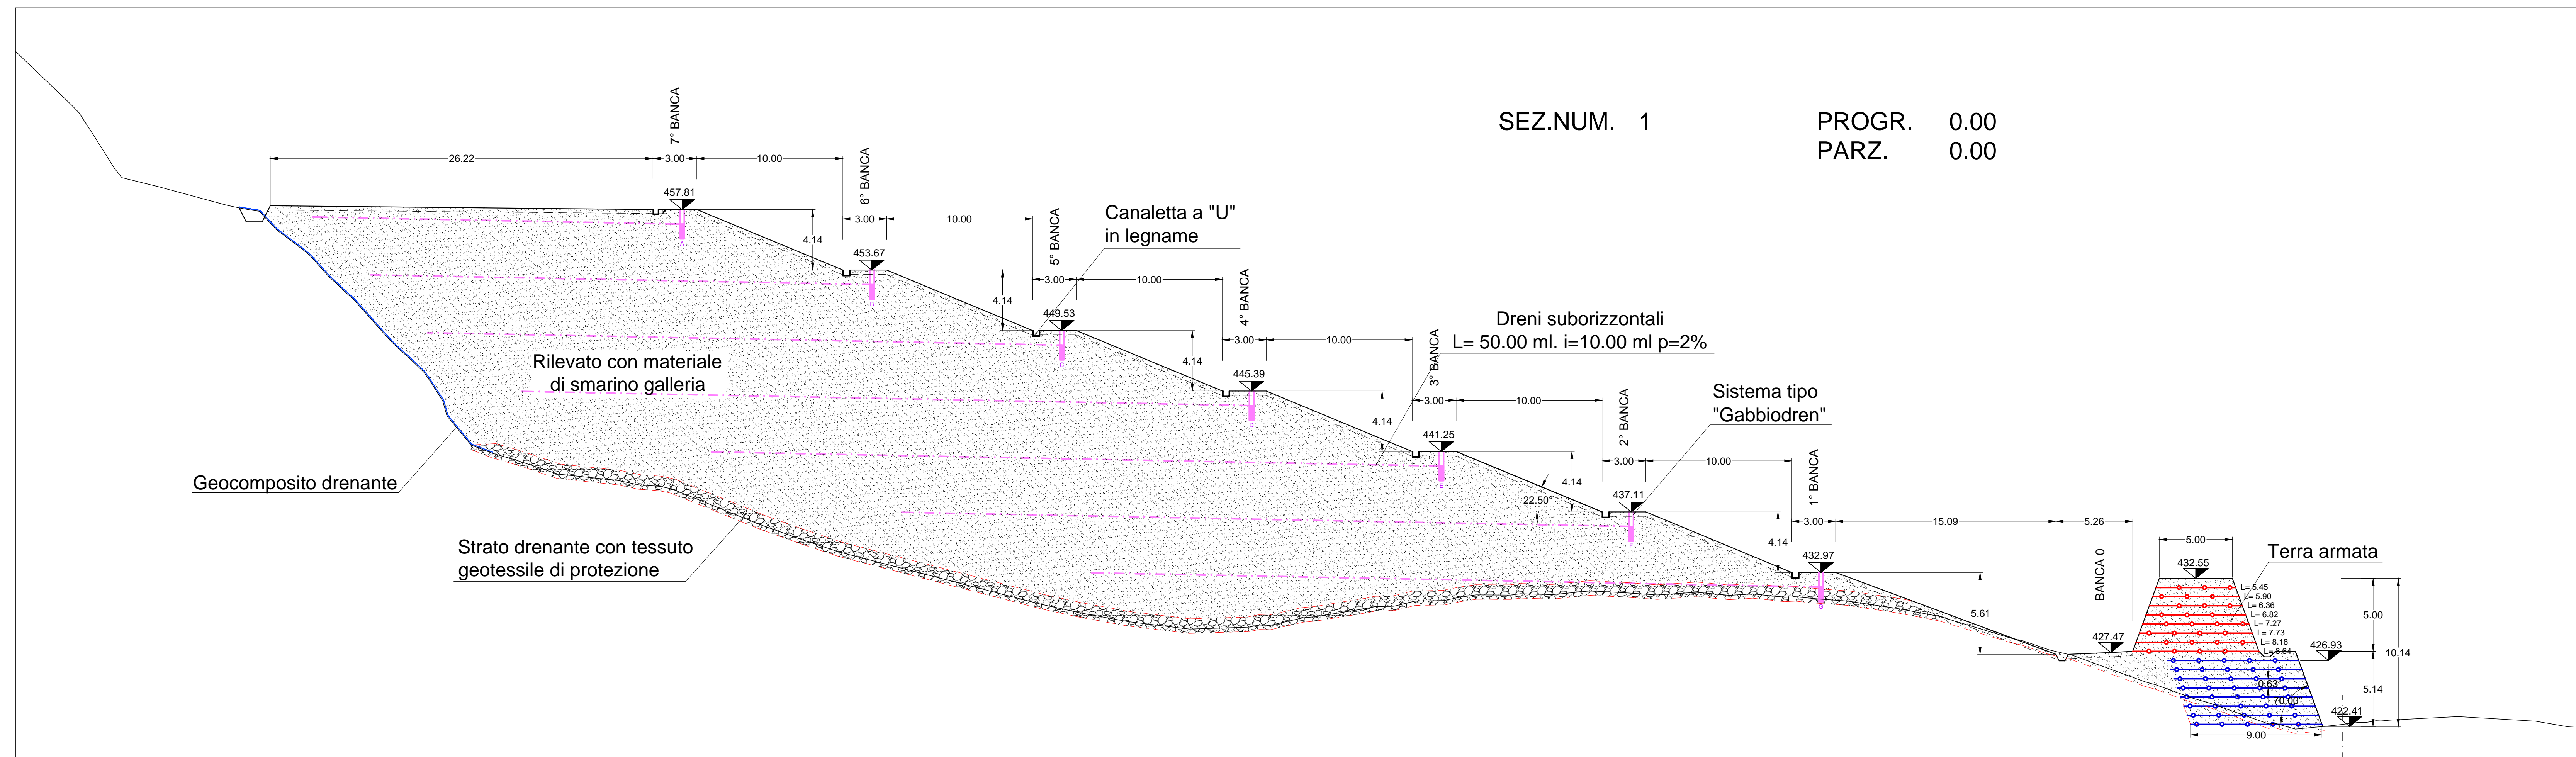 SEZ.NUM. 1
PROGR. 0.00
PARZ. 0.00
7° BANCA
26.22
3.00
10.00
457.81
4.14
A
6° BANCA
3.00
10.00
453.67
4.14
B
5° BANCA
3.00
10.00
449.53
4.14
C
Canaletta a "U"
in legname
4° BANCA
3.00
10.00
445.39
4.14
D
Dreni suborizzontali
L= 50.00 ml. i=10.00 ml p=2%
3° BANCA
3.00
10.00
441.25
4.14
E
22.50°
Sistema tipo
"Gabbiodren"
2° BANCA
3.00
10.00
437.11
4.14
F
1° BANCA
3.00
15.09
5.26
432.97
5.61
G
Rilevato con materiale
di smarino galleria
Geocomposito drenante
Strato drenante con tessuto
geotessile di protezione
BANCA 0
427.47
5.00
432.55
Terra armata
L= 5.45
L= 5.90
L= 6.36
L= 6.82
L= 7.27
L= 7.73
L= 8.18
L= 8.64
426.93
5.00
10.14
5.14
0.63
70.00°
422.41
9.00